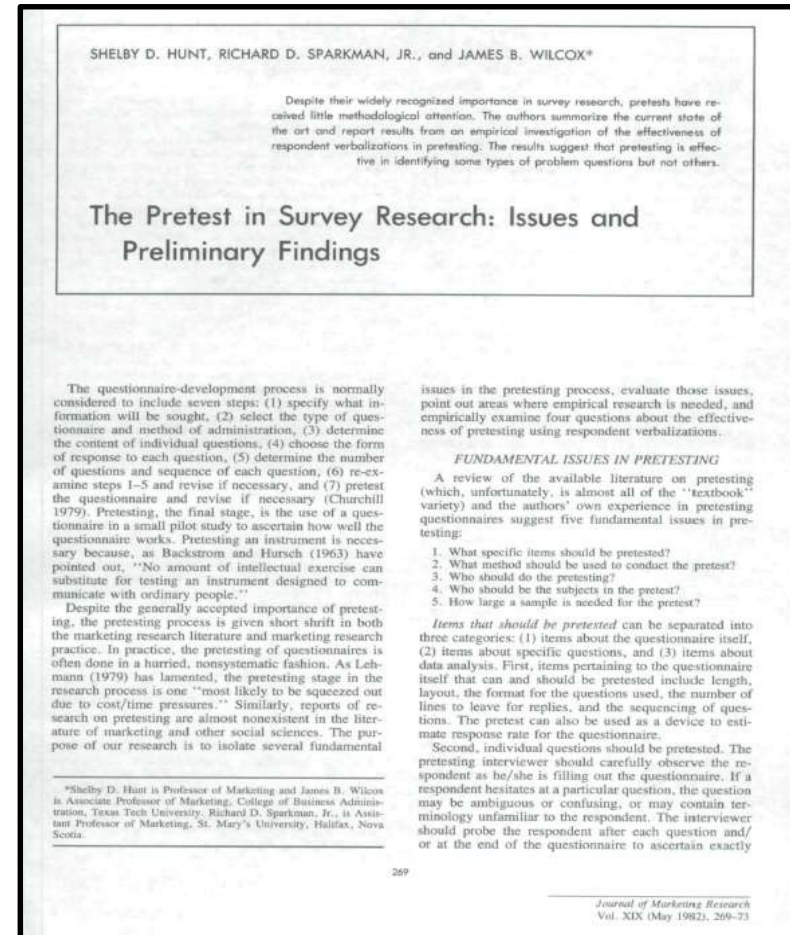 SHELBY D. HUNT, RICHARD D. SPARKMAN, JR., and JAMES B. WILCOX*
Despite their widely recognized importance in survey research, pretests have re-
ceived little methodological attention. The authors summarize the current state of
the art and report results from an empirical investigation of the effectiveness of
respondent verbalizations in pretesting. The results suggest that pretesting is effec-
tive in identifying some types of problem questions but not others.
The Pretest in Survey Research: Issues and
Preliminary Findings
The questionnaire-development process is normally
considered to include seven steps: (1) specify what in-
formation will be sought, (2) select the type of ques-
tionnaire and method of administration, (3) determine
the content of individual questions, (4) choose the form
of response to each question, (5) determine the number
of questions and sequence of each question, (6) re-ex-
amine steps 1–5 and revise if necessary, and (7) pretest
the questionnaire and revise if necessary (Churchill
1979). Pretesting, the final stage, is the use of a ques-
tionnaire in a small pilot study to ascertain how well the
questionnaire works. Pretesting an instrument is neces-
sary because, as Backstrom and Hursch (1963) have
pointed out, "No amount of intellectual exercise can
substitute for testing an instrument designed to com-
municate with ordinary people."
Despite the generally accepted importance of pretest-
ing, the pretesting process is given short shrift in both
the marketing research literature and marketing research
practice. In practice, the pretesting of questionnaires is
often done in a hurried, nonsystematic fashion. As Leh-
mann (1979) has lamented, the pretesting stage in the
research process is one "most likely to be squeezed out
due to cost/time pressures." Similarly, reports of re-
search on pretesting are almost nonexistent in the liter-
ature of marketing and other social sciences. The pur-
pose of our research is to isolate several fundamental
*Shelby D. Hunt is Professor of Marketing and James B. Wilcox
is Associate Professor of Marketing, College of Business Adminis-
tration, Texas Tech University. Richard D. Sparkman, Jr., is Assis-
tant Professor of Marketing, St. Mary's University, Halifax, Nova
Scotia.
issues in the pretesting process, evaluate those issues,
point out areas where empirical research is needed, and
empirically examine four questions about the effective-
ness of pretesting using respondent verbalizations.
FUNDAMENTAL ISSUES IN PRETESTING
A review of the available literature on pretesting
(which, unfortunately, is almost all of the "textbook"
variety) and the authors' own experience in pretesting
questionnaires suggest five fundamental issues in pre-
testing:
1. What specific items should be pretested?
2. What method should be used to conduct the pretest?
3. Who should do the pretesting?
4. Who should be the subjects in the pretest?
5. How large a sample is needed for the pretest?
Items that should be pretested can be separated into
three categories: (1) items about the questionnaire itself,
(2) items about specific questions, and (3) items about
data analysis. First, items pertaining to the questionnaire
itself that can and should be pretested include length,
layout, the format for the questions used, the number of
lines to leave for replies, and the sequencing of ques-
tions. The pretest can also be used as a device to esti-
mate response rate for the questionnaire.
Second, individual questions should be pretested. The
pretesting interviewer should carefully observe the re-
spondent as he/she is filling out the questionnaire. If a
respondent hesitates at a particular question, the question
may be ambiguous or confusing, or may contain ter-
minology unfamiliar to the respondent. The interviewer
should probe the respondent after each question and/
or at the end of the questionnaire to ascertain exactly
269
Journal of Marketing Research
Vol. XIX (May 1982), 269–73